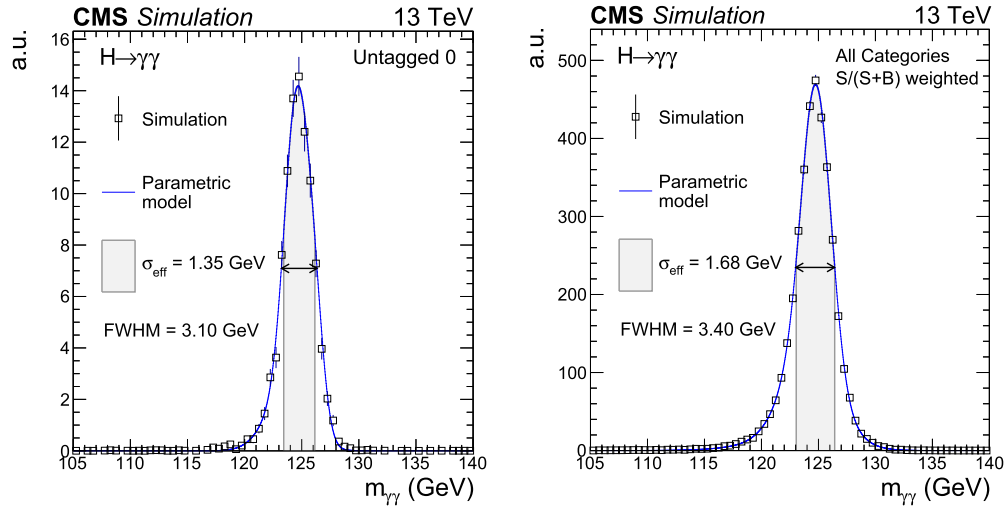 CMS Simulation 13 TeV
a.u.
16
14
12
10
8
6
4
2
0
H→γγ
Untagged 0
Simulation
Parametric
model
σeff = 1.35 GeV
FWHM = 3.10 GeV
105 110 115 120 125 130 135 140
mγγ (GeV)
CMS Simulation 13 TeV
a.u.
500
400
300
200
100
0
H→γγ
All Categories
S/(S+B) weighted
Simulation
Parametric
model
σeff = 1.68 GeV
FWHM = 3.40 GeV
105 110 115 120 125 130 135 140
mγγ (GeV)